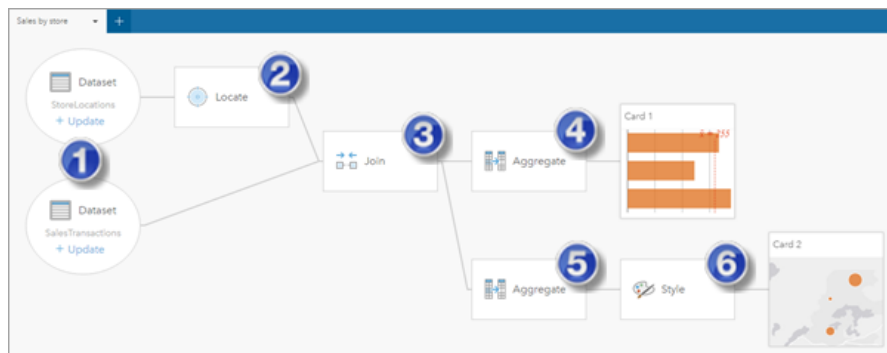 Sales by store
+
Dataset
StoreLocations
+ Update
1
Locate
2
Dataset
SalesTransactions
+ Update
Join
3
Aggregate
4
Card 1
Aggregate
5
Style
6
Card 2